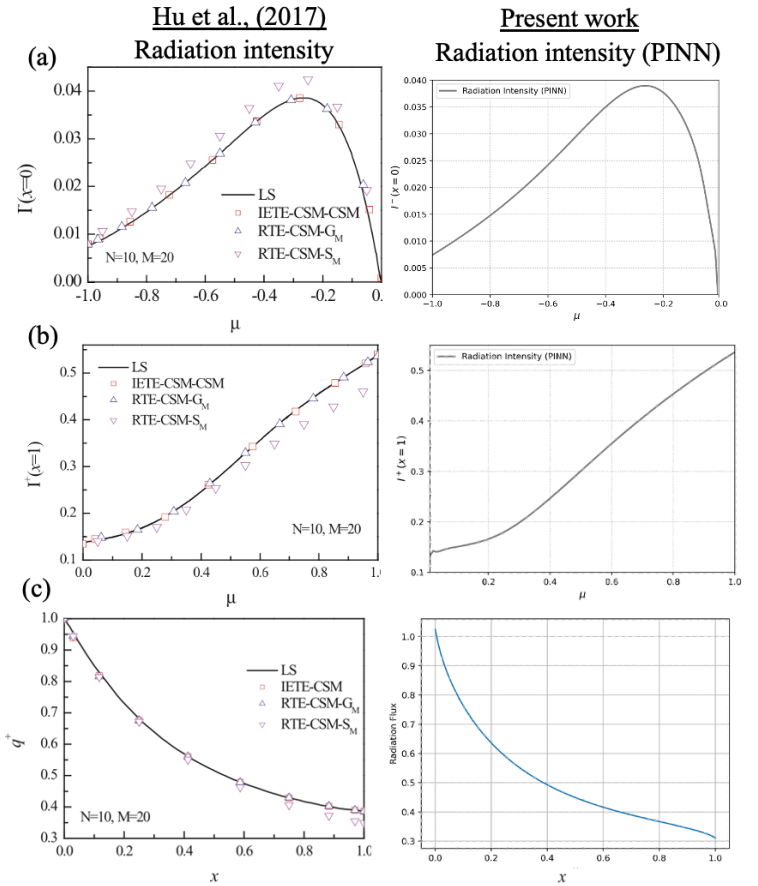 Hu et al., (2017)
Radiation intensity
Present work
Radiation intensity (PINN)
(a)
I⁻(x=0)
0.04
0.03
0.02
0.01
0.00
LS
IETE-CSM-CSM
RTE-CSM-G_M
RTE-CSM-S_M
N=10, M=20
-1.0 -0.8 -0.6 -0.4 -0.2 0.
μ
I⁻(x = 0)
0.040
0.035
0.030
0.025
0.020
0.015
0.010
0.005
0.000
Radiation Intensity (PINN)
−1.0 −0.8 −0.6 −0.4 −0.2 0.0
μ
(b)
I⁺(x=1)
0.5
0.4
0.3
0.2
0.1
LS
IETE-CSM-CSM
RTE-CSM-G_M
RTE-CSM-S_M
N=10, M=20
0.0 0.2 0.4 0.6 0.8 1.
μ
I⁺(x = 1)
0.5
0.4
0.3
0.2
0.1
Radiation Intensity (PINN)
0.2 0.4 0.6 0.8 1.0
μ
(c)
q⁺
1.0
0.9
0.8
0.7
0.6
0.5
0.4
0.3
LS
IETE-CSM
RTE-CSM-G_M
RTE-CSM-S_M
N=10, M=20
0.0 0.2 0.4 0.6 0.8 1.0
x
Radiation Flux
1.0
0.9
0.8
0.7
0.6
0.5
0.4
0.3
0.0 0.2 0.4 0.6 0.8 1.0
x